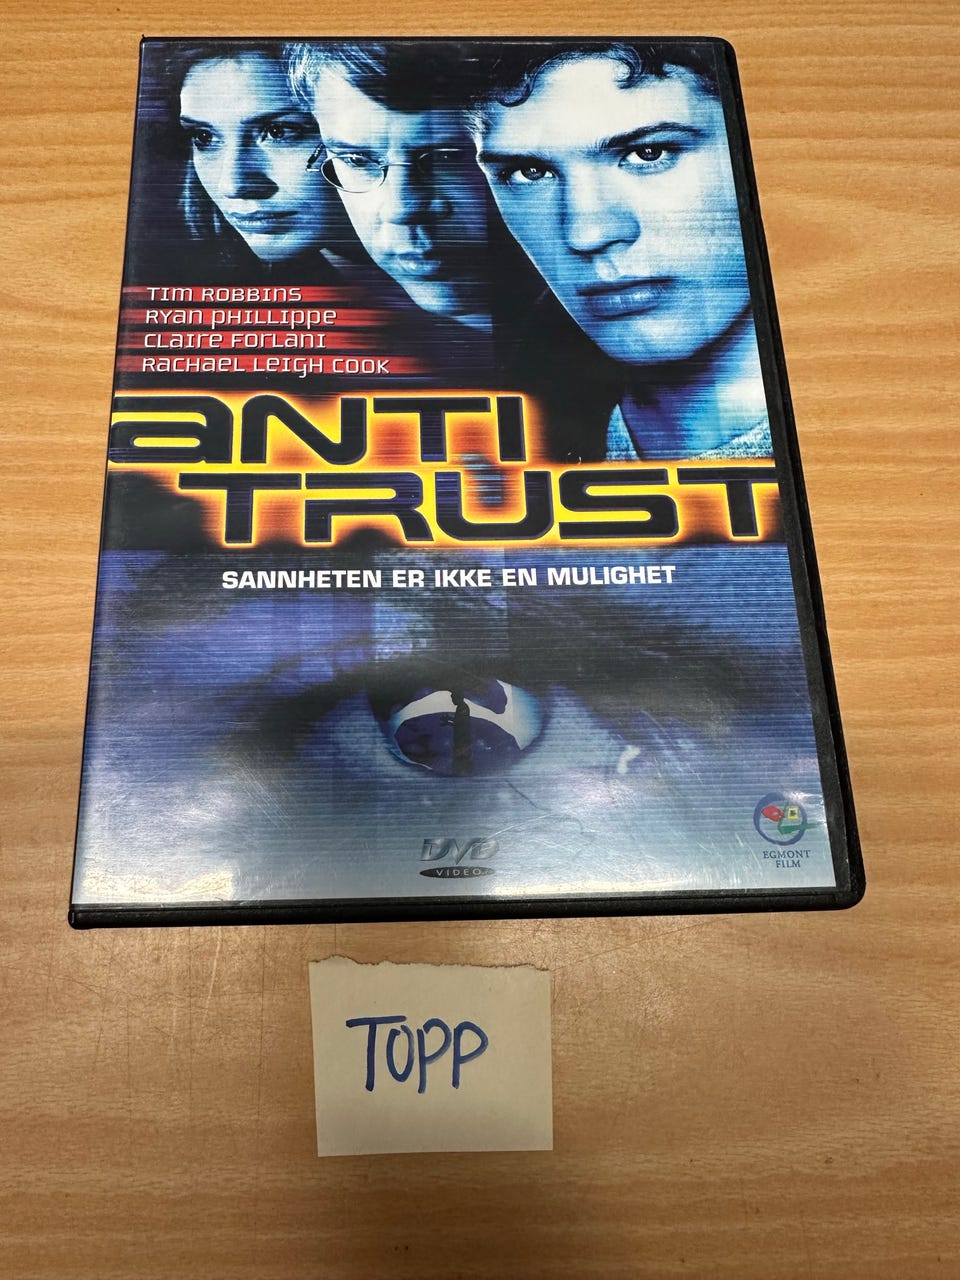 TIM ROBBINS
RYAN PHILLIPPE
CLAIRE FORLANI
RACHAEL LEIGH COOK
ANTI
TRUST
SANNHETEN ER IKKE EN MULIGHET
DVD
VIDEO
EGMONT
FILM
TOPP